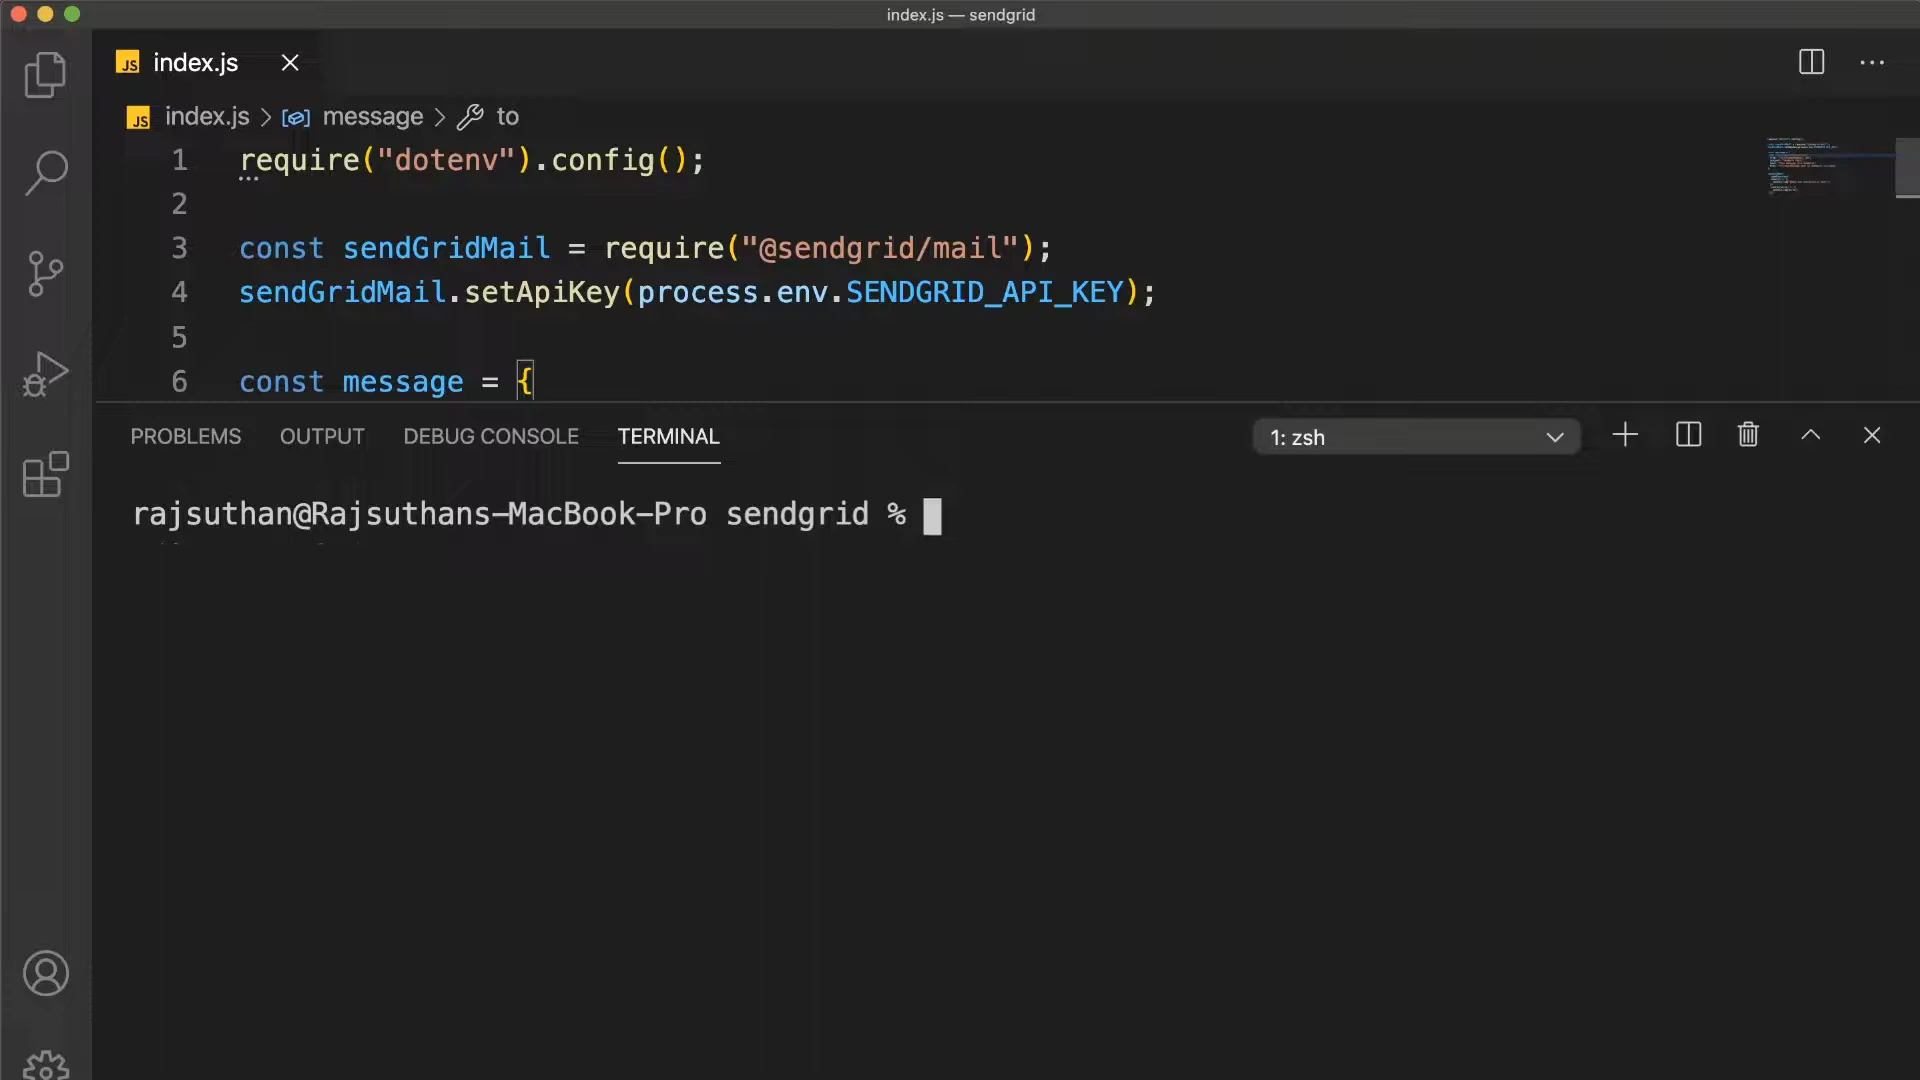 index.js — sendgrid
JS index.js
JS index.js > message > to
1 require("dotenv").config();
2
3 const sendGridMail = require("@sendgrid/mail");
4 sendGridMail.setApiKey(process.env.SENDGRID_API_KEY);
5
6 const message = {
PROBLEMS OUTPUT DEBUG CONSOLE TERMINAL 1: zsh
rajsuthan@Rajsuthans-MacBook-Pro sendgrid %